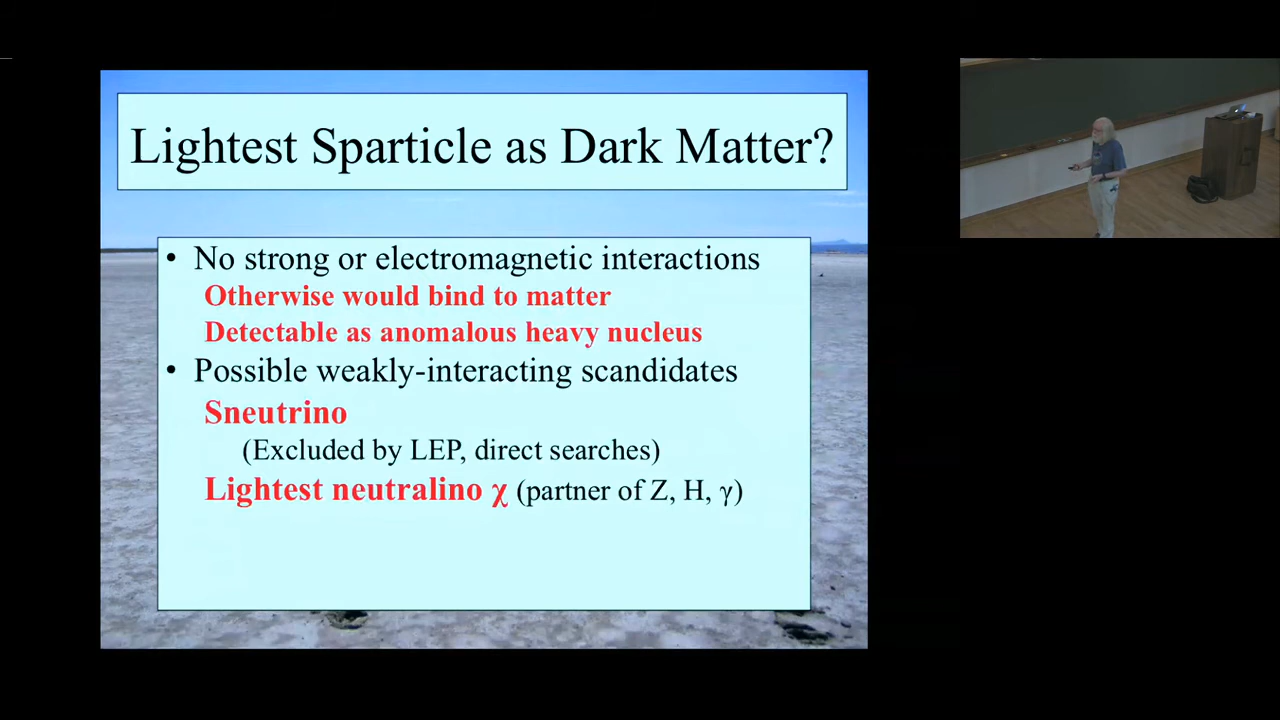 Lightest Sparticle as Dark Matter?
• No strong or electromagnetic interactions
Otherwise would bind to matter
Detectable as anomalous heavy nucleus
• Possible weakly-interacting scandidates
Sneutrino
(Excluded by LEP, direct searches)
Lightest neutralino χ (partner of Z, H, γ)